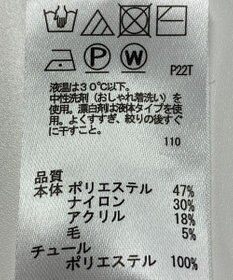 P22T
液温は30℃以下。
中性洗剤(おしゃれ着洗い)を使
用。漂白剤は液体タイプを使用
用。よくすすぎ、絞りの後すぐ
に干すこと。
110
品質
本体 ポリエステル 47%
ナイロン 30%
アクリル 18%
毛 5%
チュール
ポリエステル 100%